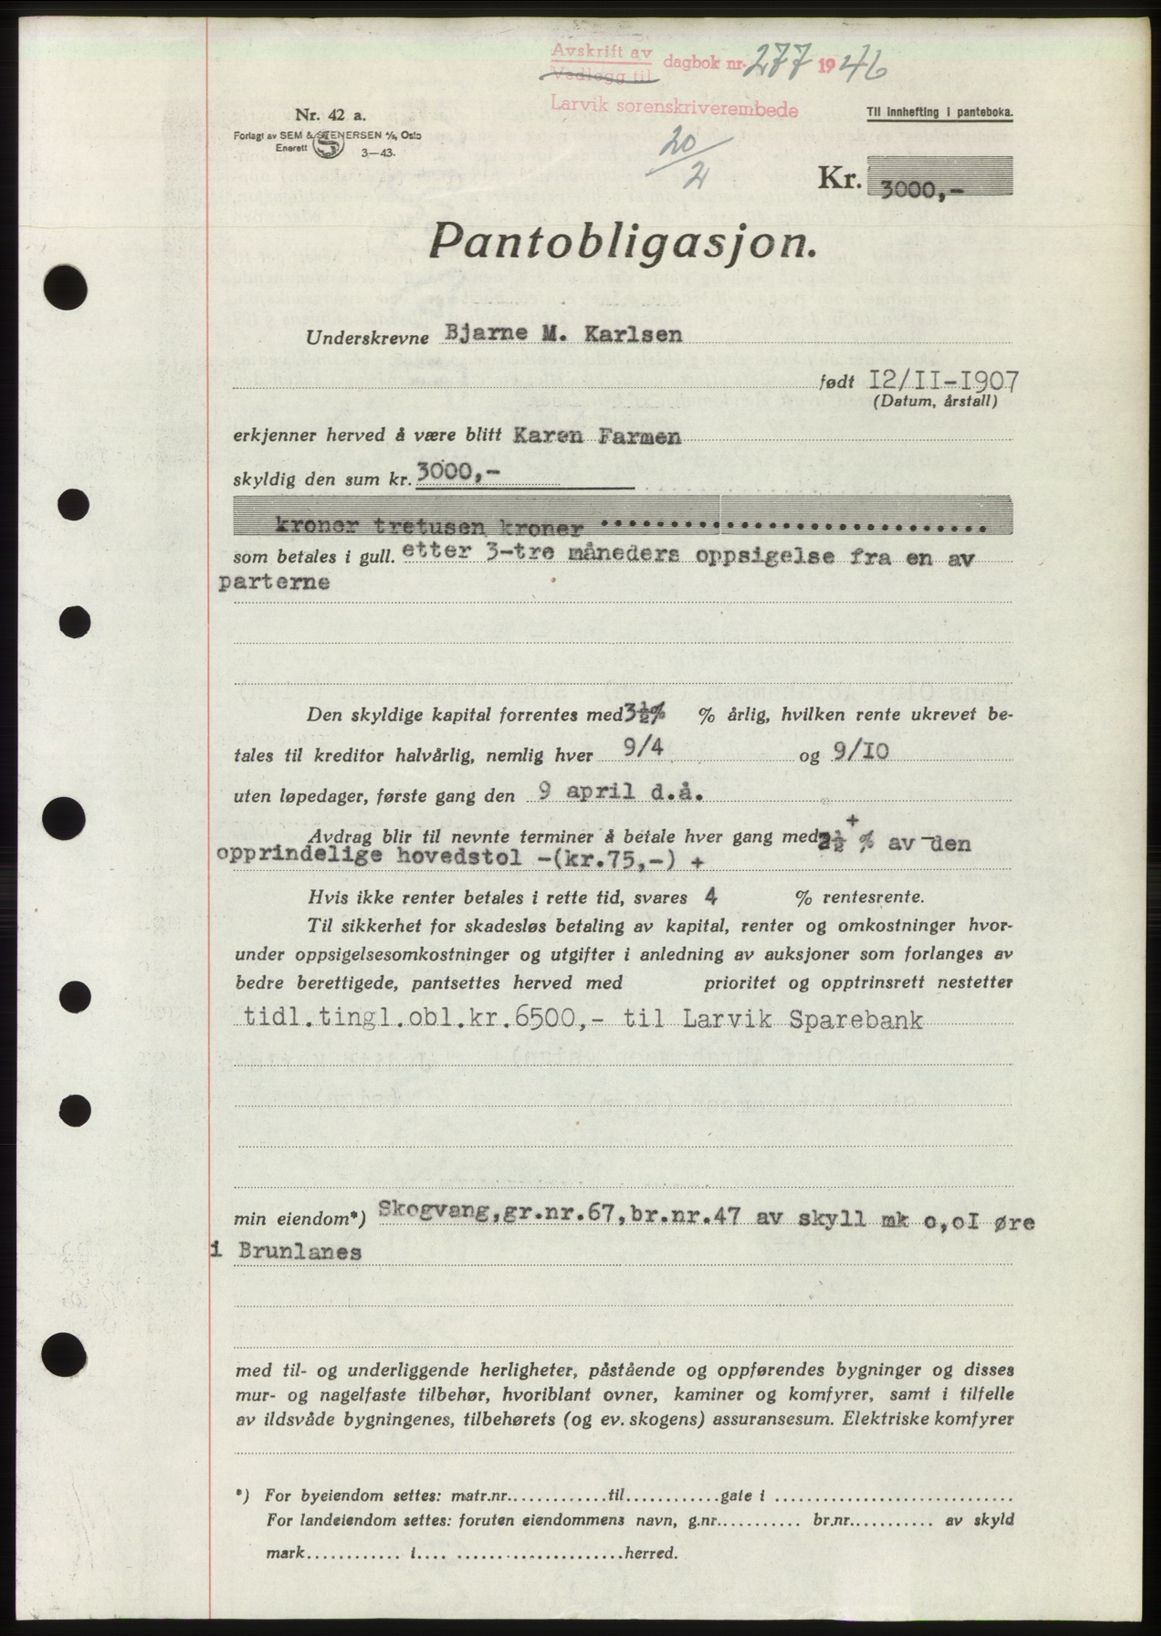 Avskrift av
Vedlegg til
dagbok nr. 277 1946
Larvik sorenskriverembede
20/2
Nr. 42 a.
Forlagt av SEM & STENERSEN A/S, Oslo
Enerett S 3—43.
Til innhefting i panteboka.
Kr. 3000,-
Pantobligasjon.
Underskrevne Bjarne M. Karlsen
født I2/II-I907
(Datum, årstall)
erkjenner herved å være blitt Karen Farmen
skyldig den sum kr. 3000,-
kroner tretusen kroner
som betales i gull. etter 3-tre måneders oppsigelse fra en av
parterne
Den skyldige kapital forrentes med 3½% % årlig, hvilken rente ukrevet be-
tales til kreditor halvårlig, nemlig hver 9/4 og 9/IO
uten løpedager, første gang den 9 april d.å.
Avdrag blir til nevnte terminer å betale hver gang med 2½ % av den
opprindelige hovedstol -(kr.75,-) +
Hvis ikke renter betales i rette tid, svares 4 % rentesrente.
Til sikkerhet for skadesløs betaling av kapital, renter og omkostninger hvor-
under oppsigelsesomkostninger og utgifter i anledning av auksjoner som forlanges av
bedre berettigede, pantsettes herved med prioritet og opptrinsrett nestetter
tidl.tingl.obl.kr.6500,- til Larvik Sparebank
min eiendom*) Skogvang,gr.nr.67,br.nr.47 av skyll mk o,oI øre
i Brunlanes
med til- og underliggende herligheter, påstående og oppførendes bygninger og disses
mur- og nagelfaste tilbehør, hvoriblant ovner, kaminer og komfyrer, samt i tilfelle
av ildsvåde bygningenes, tilbehørets (og ev. skogens) assuransesum. Elektriske komfyrer
*) For byeiendom settes: matr.nr.............til............gate i ..............................
For landeiendom settes: foruten eiendommens navn, g.nr........... br.nr........... av skyld
mark............ i.... .....................herred.